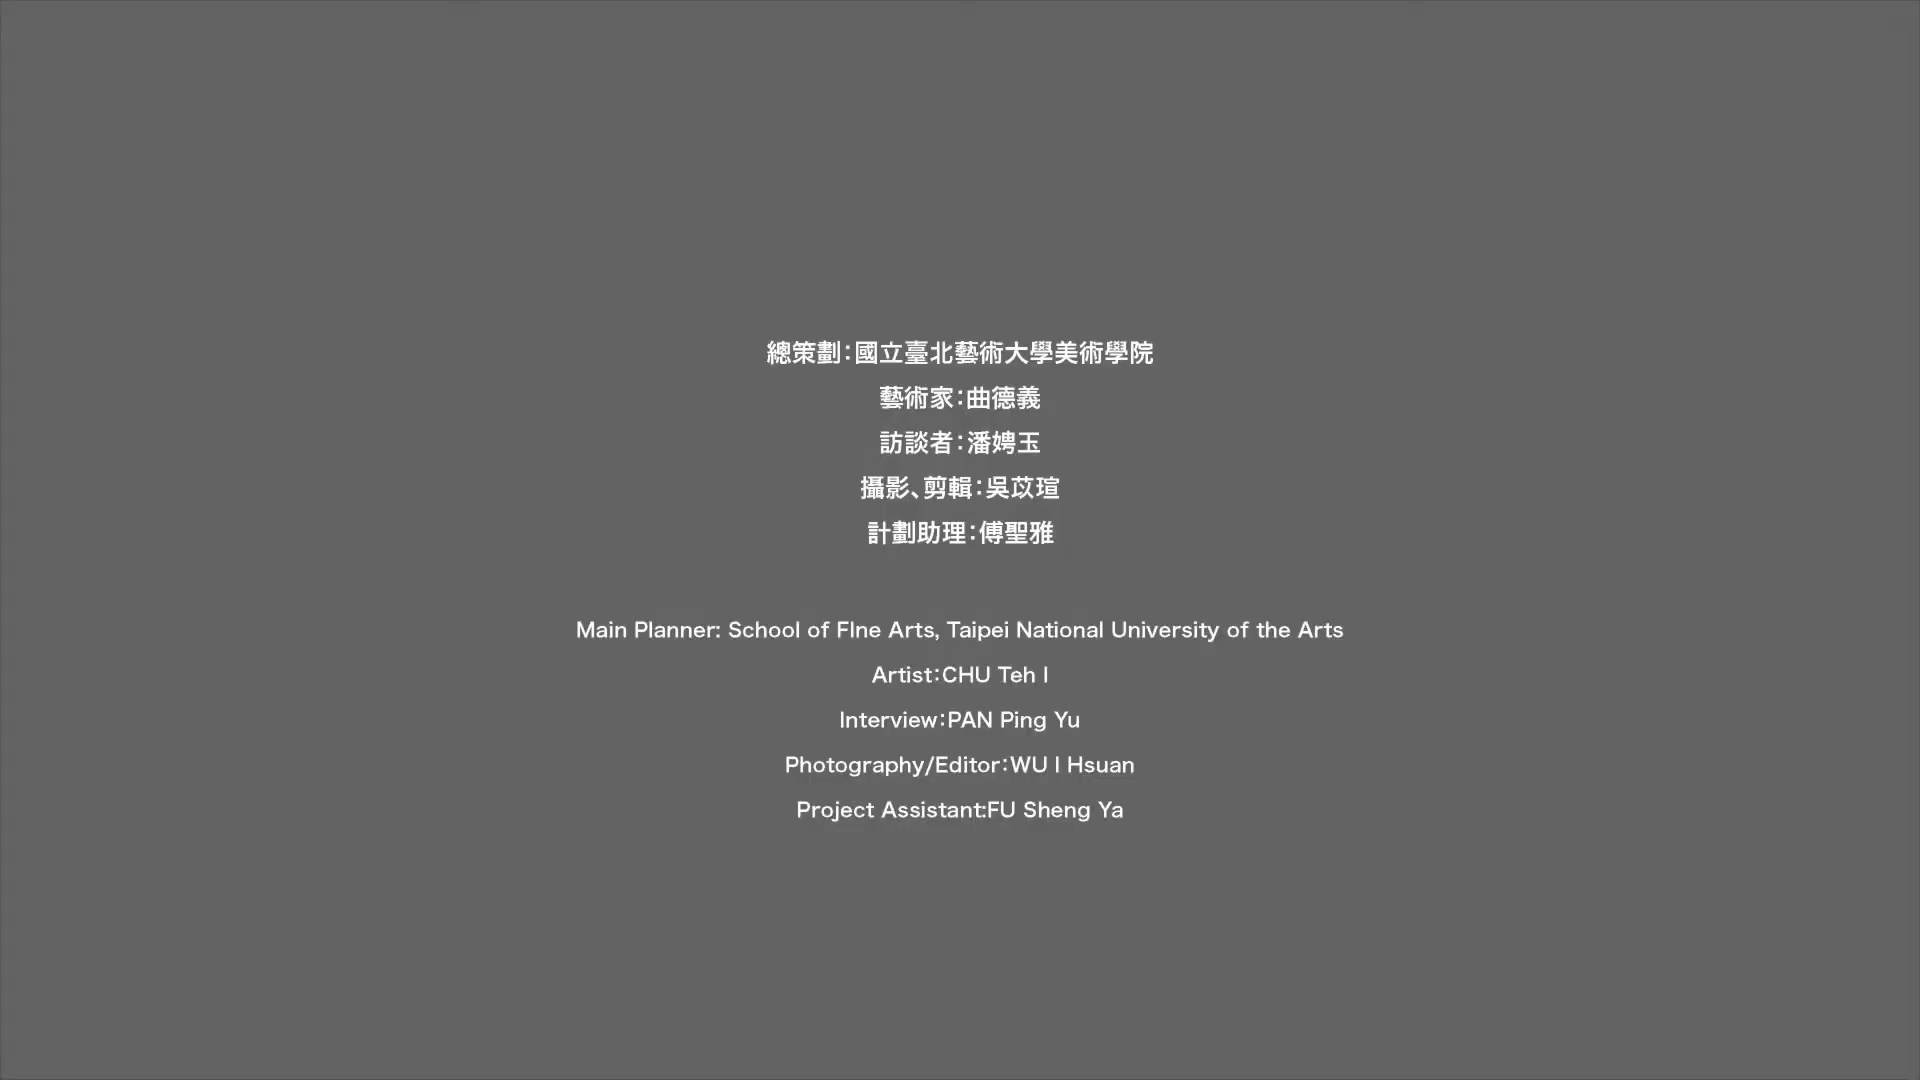 總策劃：國立臺北藝術大學美術學院
藝術家：曲德義
訪談者：潘娉玉
攝影、剪輯：吳苡瑄
計劃助理：傅聖雅
Main Planner: School of FIne Arts, Taipei National University of the Arts
Artist：CHU Teh I
Interview：PAN Ping Yu
Photography/Editor：WU I Hsuan
Project Assistant:FU Sheng Ya